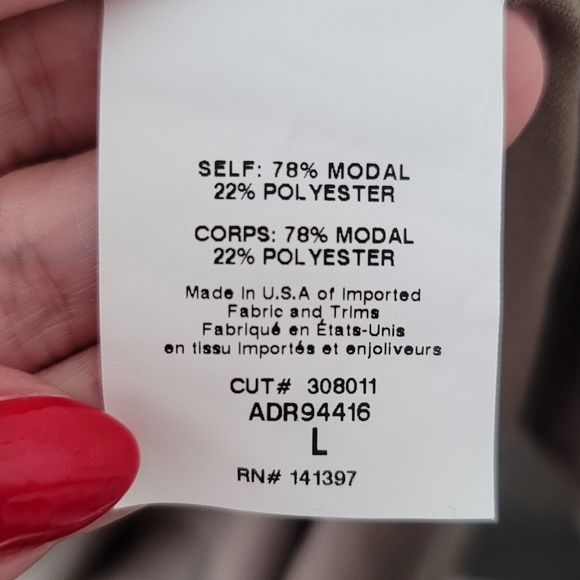 SELF: 78% MODAL
22% POLYESTER
CORPS: 78% MODAL
22% POLYESTER
Made in U.S.A of Imported
Fabric and Trims
Fabriqué en États-Unis
en tissu importés et enjoliveurs
CUT# 308011
ADR94416
L
RN# 141397